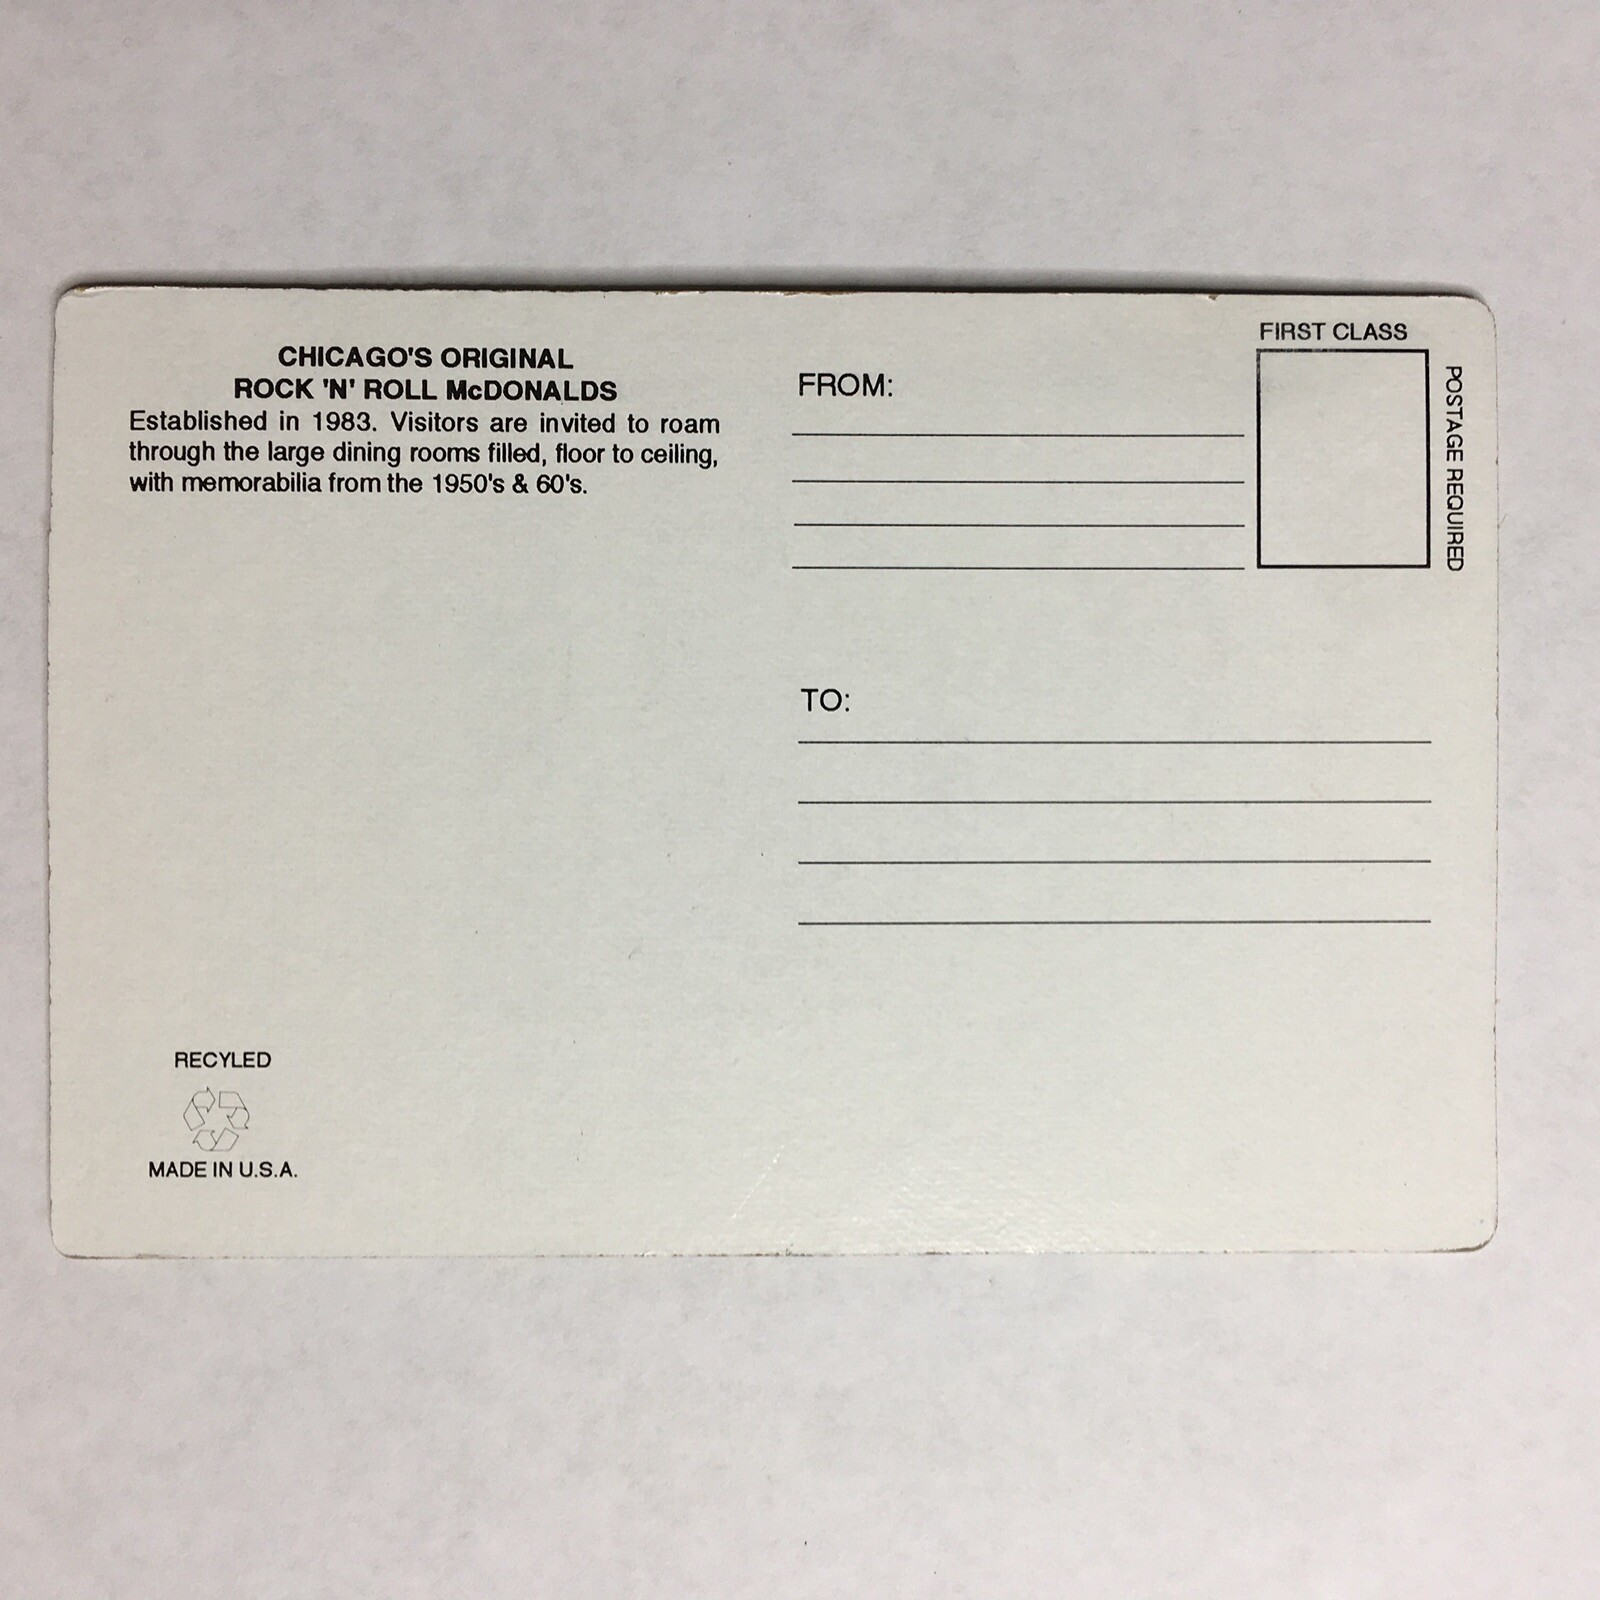 CHICAGO'S ORIGINAL
ROCK 'N' ROLL McDONALDS
Established in 1983. Visitors are invited to roam
through the large dining rooms filled, floor to ceiling,
with memorabilia from the 1950's & 60's.
FROM:
FIRST CLASS
POSTAGE REQUIRED
TO:
RECYLED
MADE IN U.S.A.